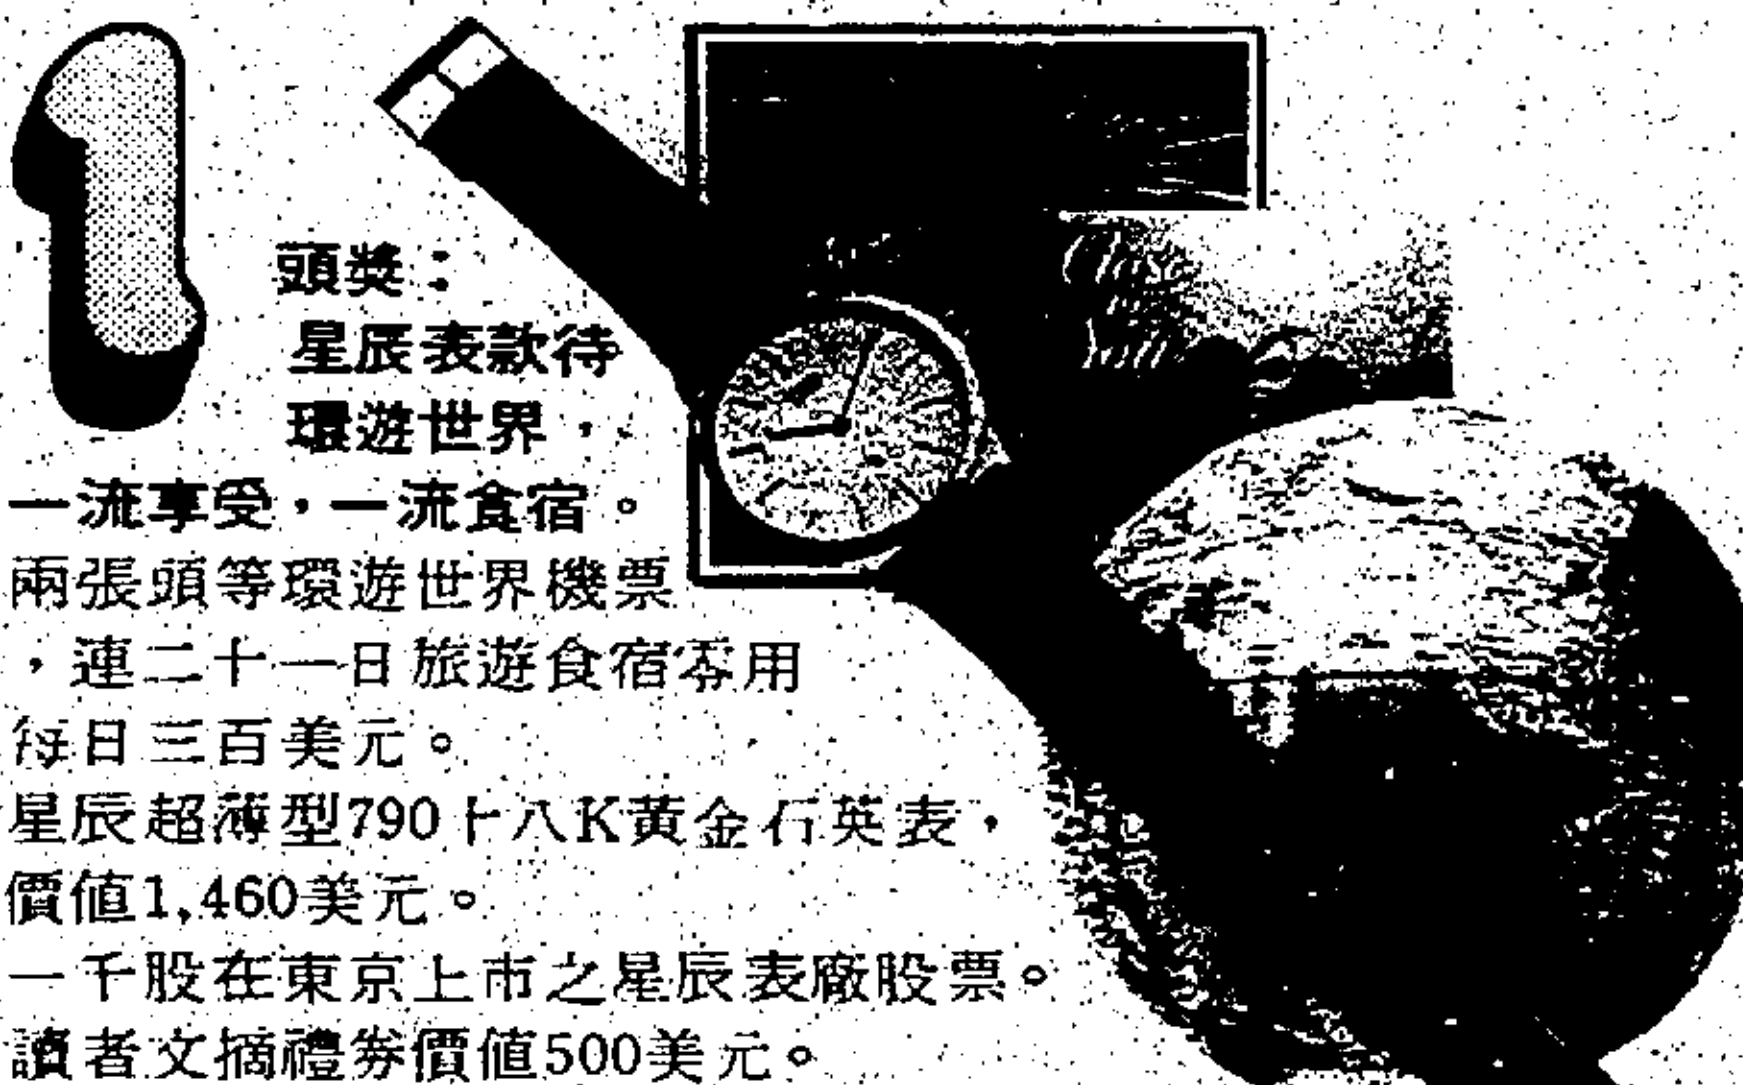 1
頭獎：
星辰表款待
環遊世界，
一流享受，一流食宿。
兩張頭等環遊世界機票
，連二十一日旅遊食宿零用
每日三百美元。
星辰超薄型790十八K黃金石英表，
價值1,460美元。
一千股在東京上市之星辰表廠股票。
讀者文摘禮券價值500美元。